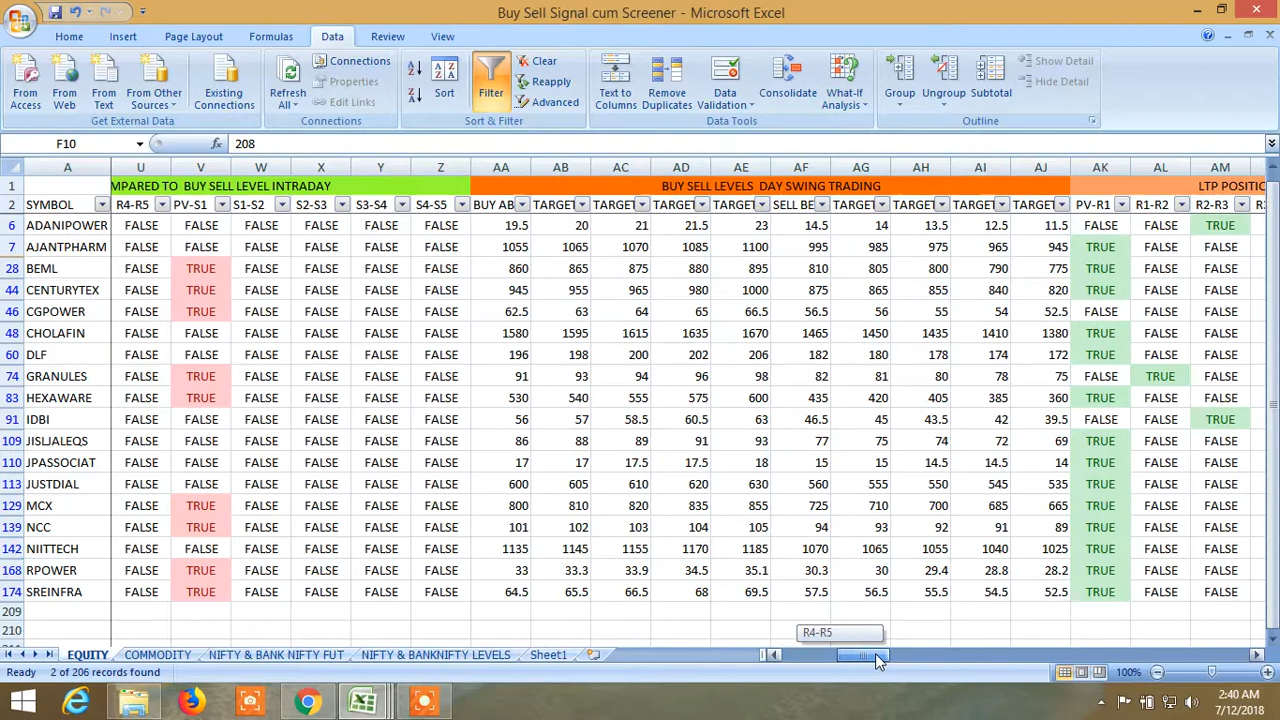 Buy Sell Signal cum Screener - Microsoft Excel
Home Insert Page Layout Formulas Data Review View
From Access From Web From Text From Other Sources Existing Connections Refresh All Connections Properties Edit Links Sort Filter Clear Reapply Advanced Text to Columns Remove Duplicates Data Validation Consolidate What-If Analysis Group Ungroup Subtotal Show Detail Hide Detail
Get External Data Connections Sort & Filter Data Tools Outline
F10 fx 208
A U V W X Y Z AA AB AC AD AE AF AG AH AI AJ AK AL AM
1 MPARED TO BUY SELL LEVEL INTRADAY BUY SELL LEVELS DAY SWING TRADING LTP POSITIC
2 SYMBOL R4-R5 PV-S1 S1-S2 S2-S3 S3-S4 S4-S5 BUY AB TARGET TARGET TARGET TARGET SELL BE TARGET TARGET TARGET TARGET PV-R1 R1-R2 R2-R3
6 ADANIPOWER FALSE FALSE FALSE FALSE FALSE FALSE 19.5 20 21 21.5 23 14.5 14 13.5 12.5 11.5 FALSE FALSE TRUE
7 AJANTPHARM FALSE FALSE FALSE FALSE FALSE FALSE 1055 1065 1070 1085 1100 995 985 975 965 945 TRUE FALSE FALSE
28 BEML FALSE TRUE FALSE FALSE FALSE FALSE 860 865 875 880 895 810 805 800 790 775 TRUE FALSE FALSE
44 CENTURYTEX FALSE TRUE FALSE FALSE FALSE FALSE 945 955 965 980 1000 875 865 855 840 820 TRUE FALSE FALSE
46 CGPOWER FALSE TRUE FALSE FALSE FALSE FALSE 62.5 63 64 65 66.5 56.5 56 55 54 52.5 FALSE FALSE FALSE
48 CHOLAFIN FALSE FALSE FALSE FALSE FALSE FALSE 1580 1595 1615 1635 1670 1465 1450 1435 1410 1380 TRUE FALSE FALSE
60 DLF FALSE FALSE FALSE FALSE FALSE FALSE 196 198 200 202 206 182 180 178 174 172 TRUE FALSE FALSE
74 GRANULES FALSE TRUE FALSE FALSE FALSE FALSE 91 93 94 96 98 82 81 80 78 75 FALSE TRUE FALSE
83 HEXAWARE FALSE TRUE FALSE FALSE FALSE FALSE 530 540 555 575 600 435 420 405 385 360 TRUE FALSE FALSE
91 IDBI FALSE FALSE FALSE FALSE FALSE FALSE 56 57 58.5 60.5 63 46.5 45 43.5 42 39.5 FALSE FALSE TRUE
109 JISLJALEQS FALSE FALSE FALSE FALSE FALSE FALSE 86 88 89 91 93 77 75 74 72 69 TRUE FALSE FALSE
110 JPASSOCIAT FALSE FALSE FALSE FALSE FALSE FALSE 17 17 17.5 17.5 18 15 15 14.5 14.5 14 TRUE FALSE FALSE
113 JUSTDIAL FALSE FALSE FALSE FALSE FALSE FALSE 600 605 610 620 630 560 555 550 545 535 TRUE FALSE FALSE
129 MCX FALSE TRUE FALSE FALSE FALSE FALSE 800 810 820 835 855 725 710 700 685 665 TRUE FALSE FALSE
139 NCC FALSE TRUE FALSE FALSE FALSE FALSE 101 102 103 104 105 94 93 92 91 89 TRUE FALSE FALSE
142 NIITTECH FALSE FALSE FALSE FALSE FALSE FALSE 1135 1145 1155 1170 1185 1070 1065 1055 1040 1025 TRUE FALSE FALSE
168 RPOWER FALSE TRUE FALSE FALSE FALSE FALSE 33 33.3 33.9 34.5 35.1 30.3 30 29.4 28.8 28.2 TRUE FALSE FALSE
174 SREINFRA FALSE TRUE FALSE FALSE FALSE FALSE 64.5 65.5 66.5 68 69.5 57.5 56.5 55.5 54.5 52.5 TRUE FALSE FALSE
209
210
R4-R5
EQUITY COMMODITY NIFTY & BANK NIFTY FUT NIFTY & BANKNIFTY LEVELS Sheet1
Ready 2 of 206 records found 100%
2:40 AM
7/12/2018